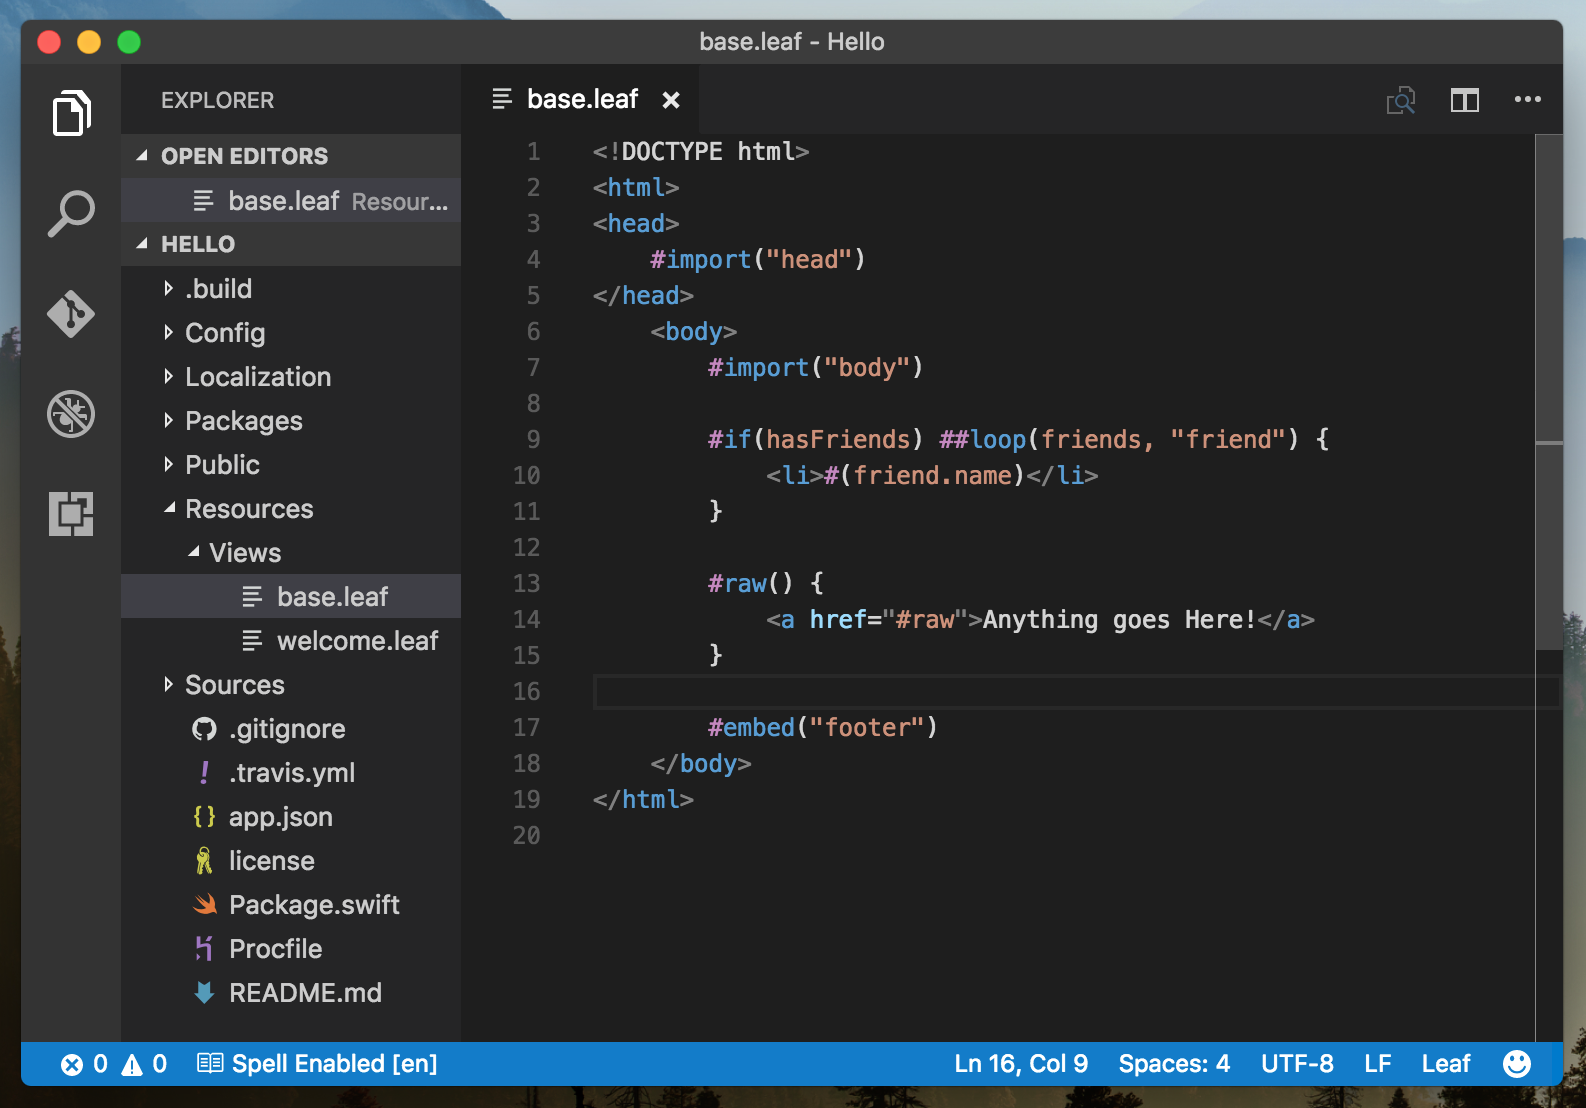 base.leaf - Hello
EXPLORER
OPEN EDITORS
base.leaf Resour...
HELLO
.build
Config
Localization
Packages
Public
Resources
Views
base.leaf
welcome.leaf
Sources
.gitignore
.travis.yml
app.json
license
Package.swift
Procfile
README.md
base.leaf
1 <!DOCTYPE html>
2 <html>
3 <head>
4     #import("head")
5 </head>
6     <body>
7         #import("body")
8
9         #if(hasFriends) ##loop(friends, "friend") {
10             <li>#(friend.name)</li>
11         }
12
13         #raw() {
14             <a href="#raw">Anything goes Here!</a>
15         }
16
17         #embed("footer")
18     </body>
19 </html>
20
0 0 Spell Enabled [en] Ln 16, Col 9 Spaces: 4 UTF-8 LF Leaf